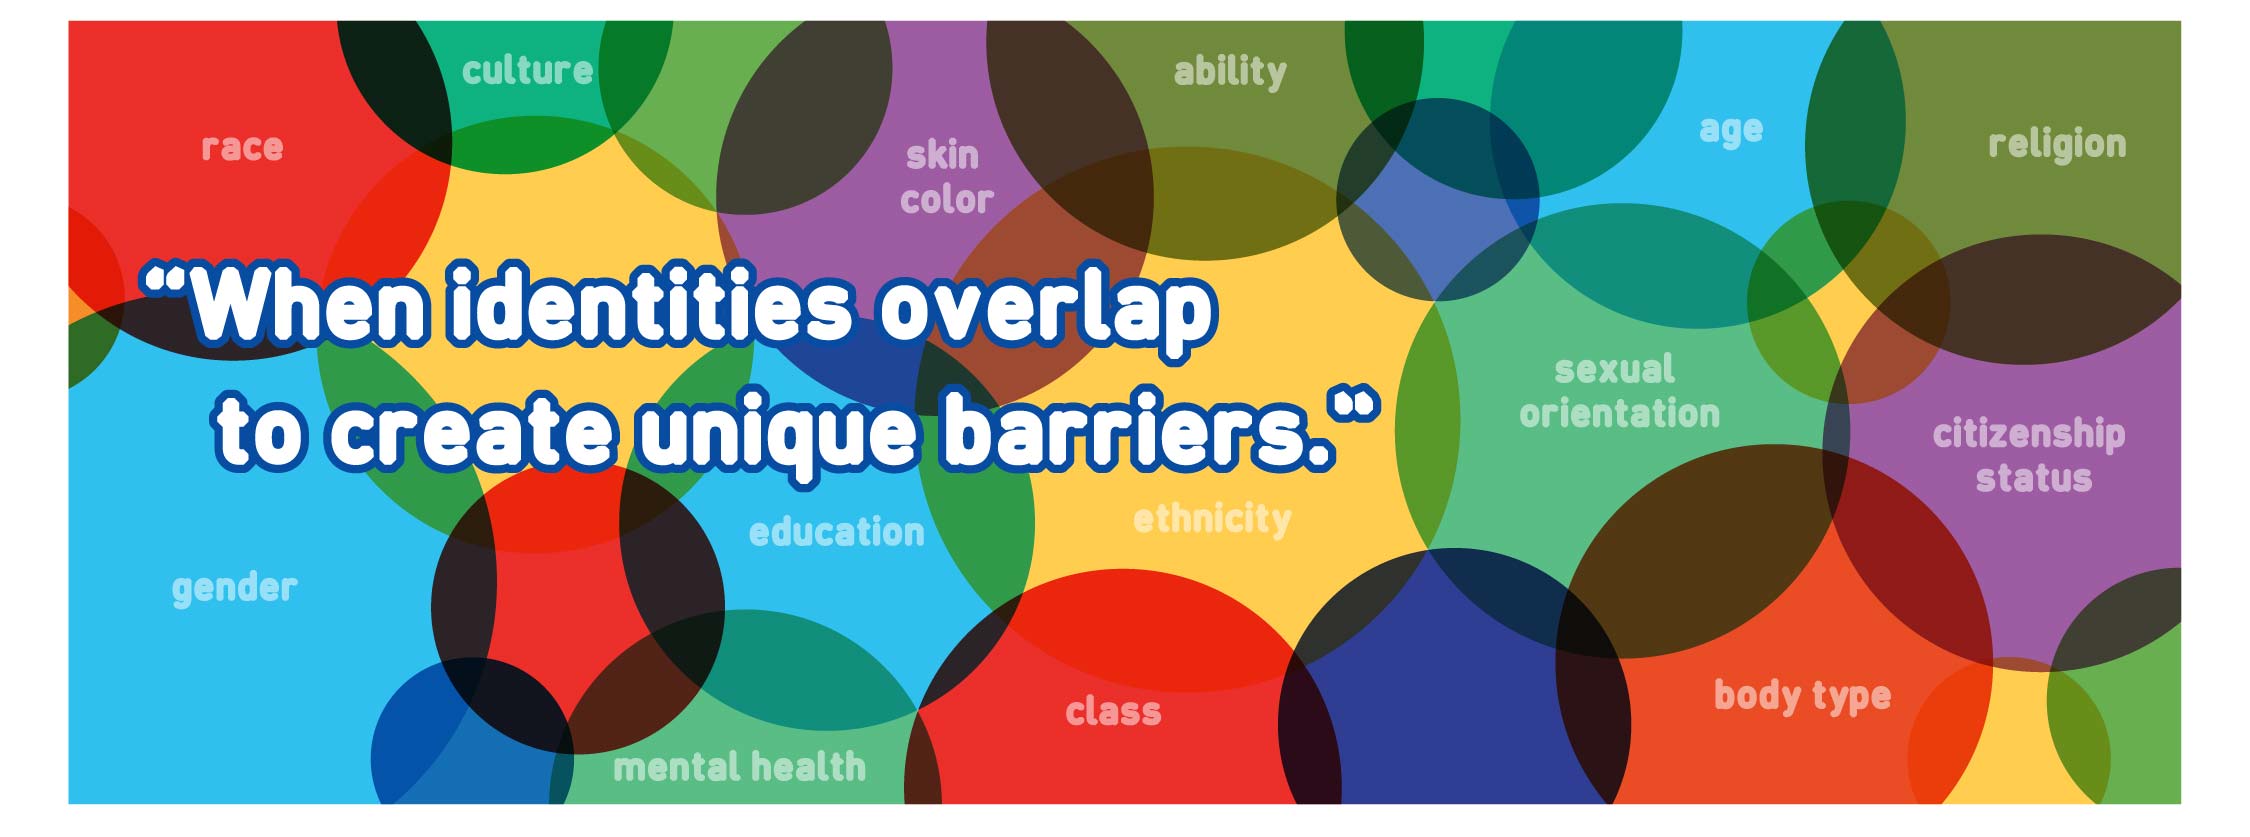 culture
ability
age
race
skin
color
religion
“When identities overlap
to create unique barriers.“
sexual
orientation
citizenship
status
education
ethnicity
gender
class
body type
mental health